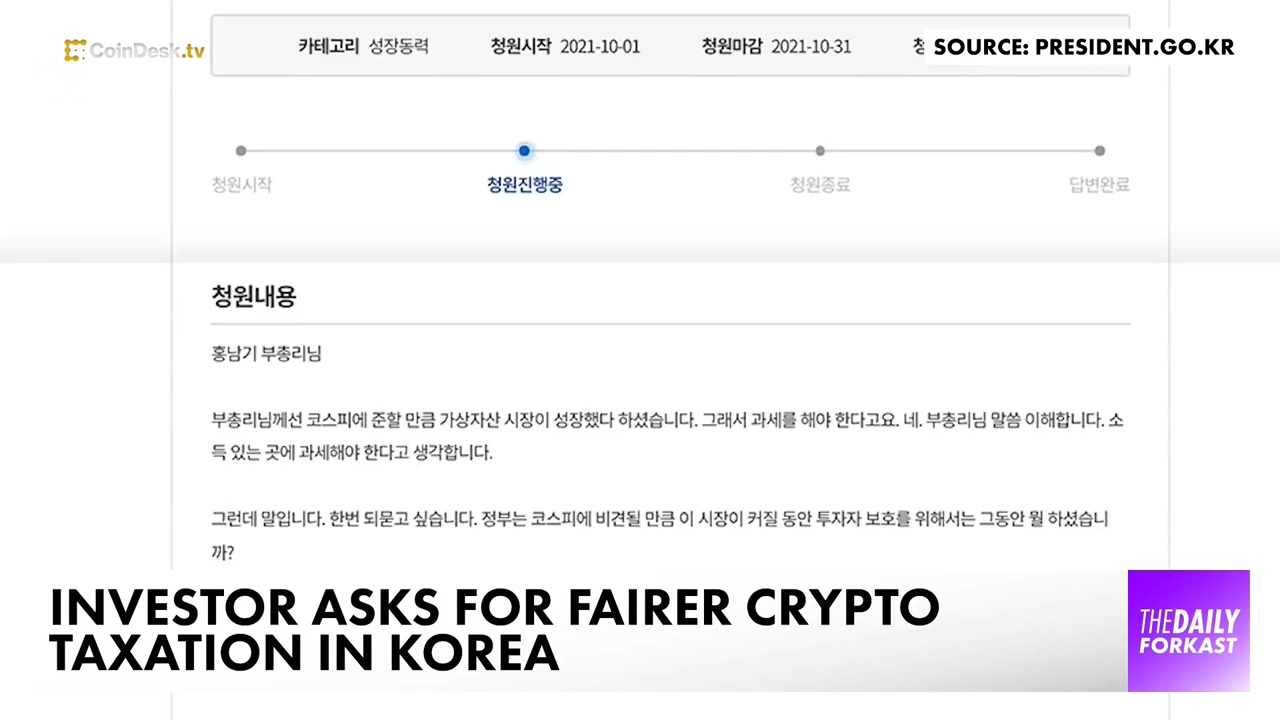 CoinDesk.tv
카테고리 성장동력 청원시작 2021-10-01 청원마감 2021-10-31
SOURCE: PRESIDENT.GO.KR
청원시작 청원진행중 청원종료 답변완료
청원내용
홍남기 부총리님
부총리님께선 코스피에 준할 만큼 가상자산 시장이 성장했다 하셨습니다. 그래서 과세를 해야 한다고요. 네. 부총리님 말씀 이해합니다. 소
득 있는 곳에 과세해야 한다고 생각합니다.
그런데 말입니다. 한번 되묻고 싶습니다. 정부는 코스피에 비견될 만큼 이 시장이 커질 동안 투자자 보호를 위해서는 그동안 뭘 하셨습니
까?
INVESTOR ASKS FOR FAIRER CRYPTO
TAXATION IN KOREA
THE DAILY
FORKAST